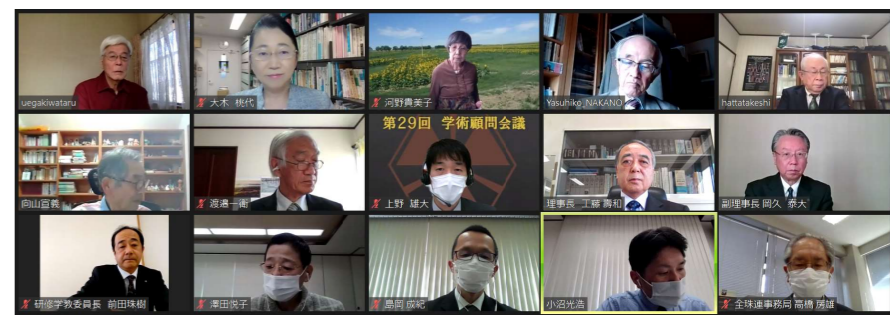 uegakiwataru
大木 桃代
河野貴美子
Yasuhiko_NAKANO
hattatakeshi
向山宣義
渡邉一衛
第29回 学術顧問会議
上野 雄大
理事長 工藤 壽和
副理事長 岡久 泰大
研修学教委員長 前田珠樹
澤田悦子
島岡 成紀
小沼光浩
全珠連事務局 高橋 房雄